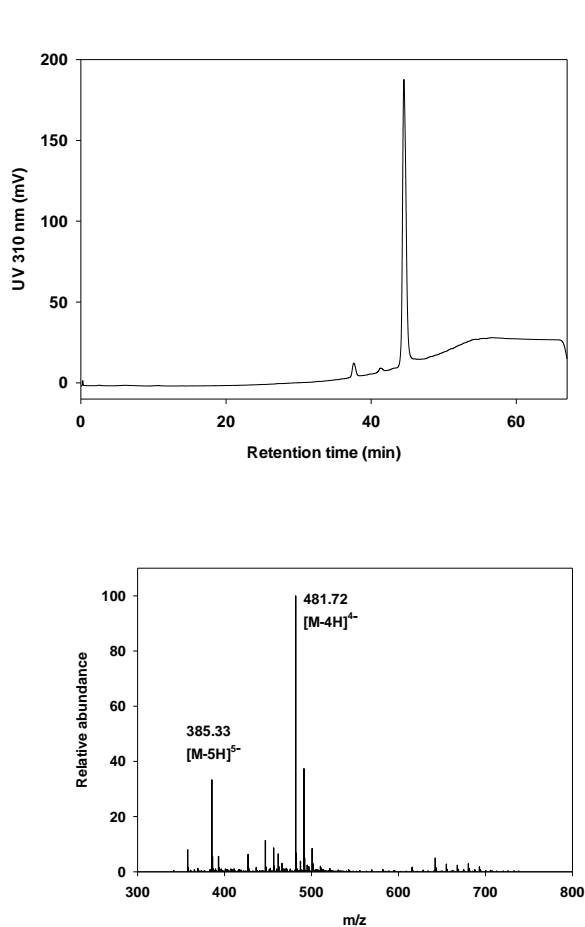 200
150
100
50
0
UV 310 nm (mV)
0 20 40 60
Retention time (min)
100
80
60
40
20
0
Relative abundance
481.72
[M-4H]4-
385.33
[M-5H]5-
300 400 500 600 700 800
m/z